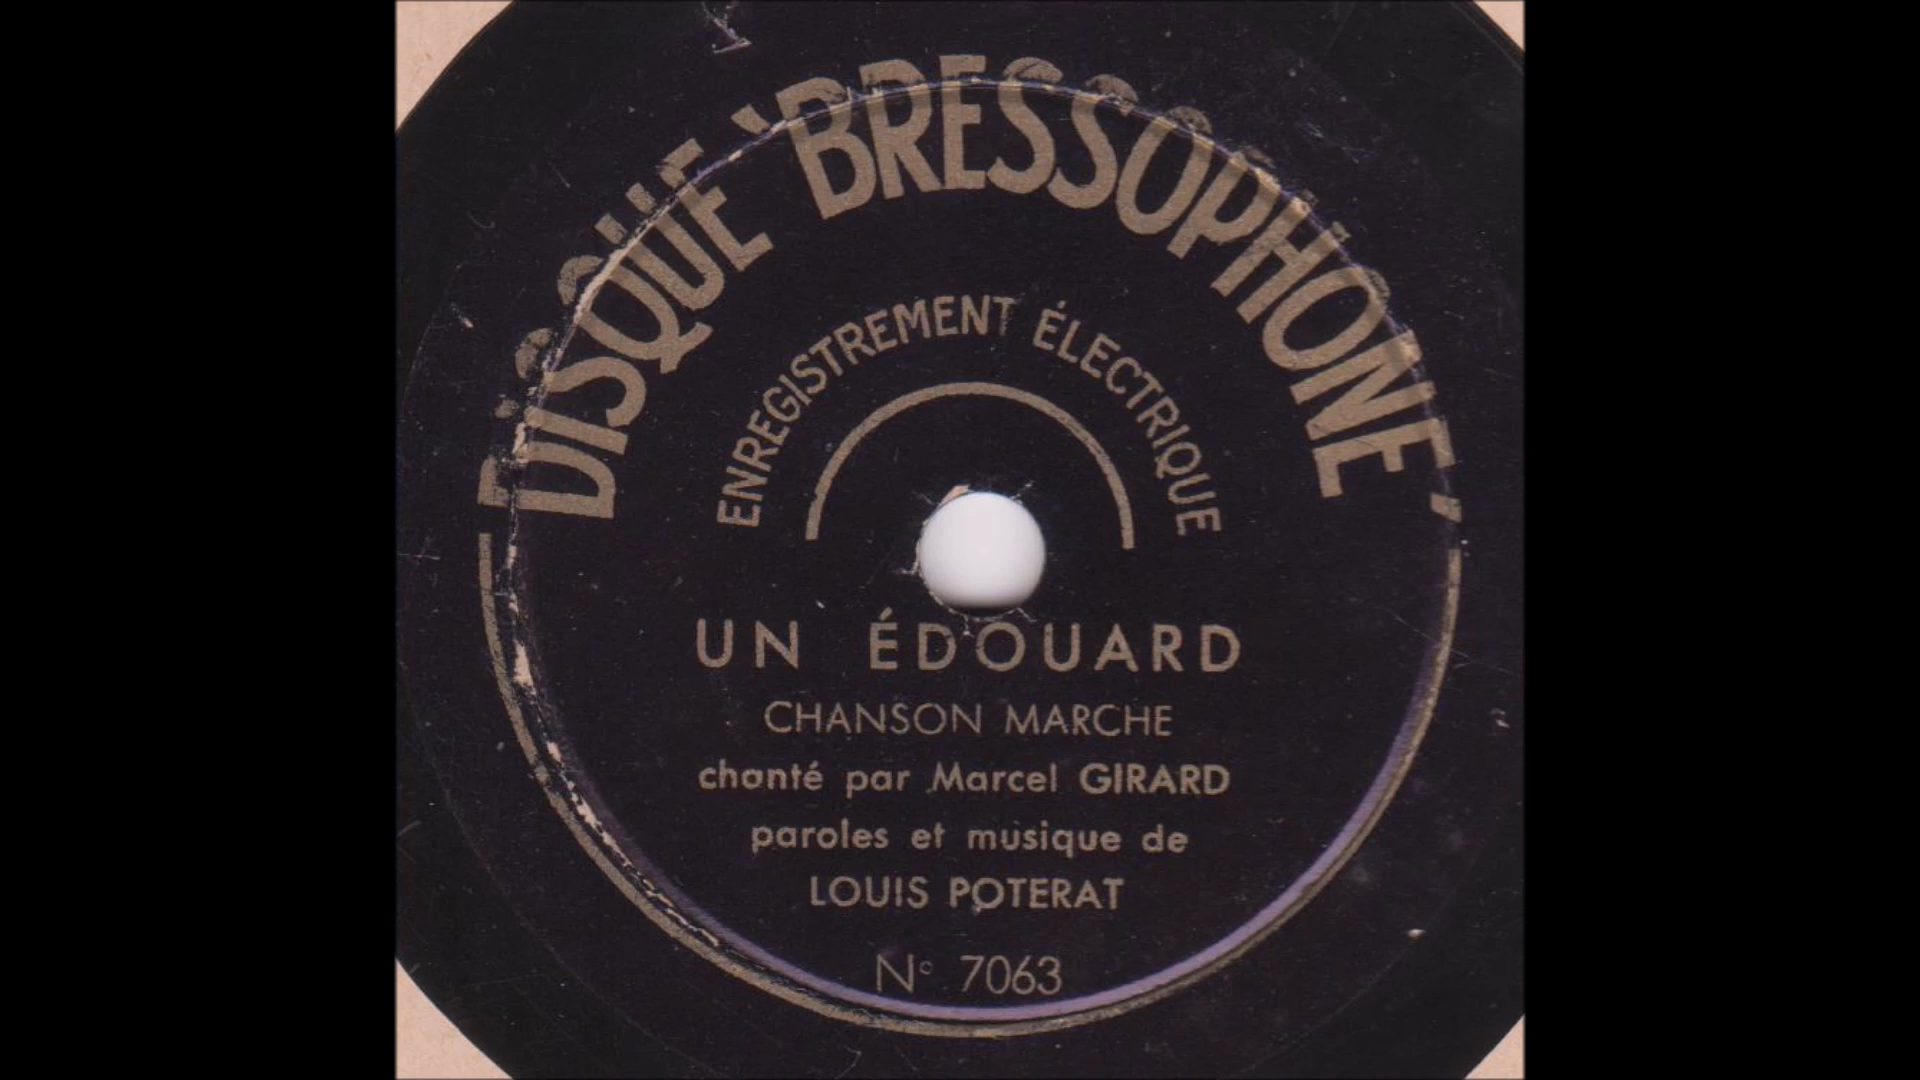 DISQUE 'BRESSOPHONE'
ENREGISTREMENT ÉLECTRIQUE
UN ÉDOUARD
CHANSON MARCHE
chanté par Marcel GIRARD
paroles et musique de
LOUIS POTERAT
N° 7063